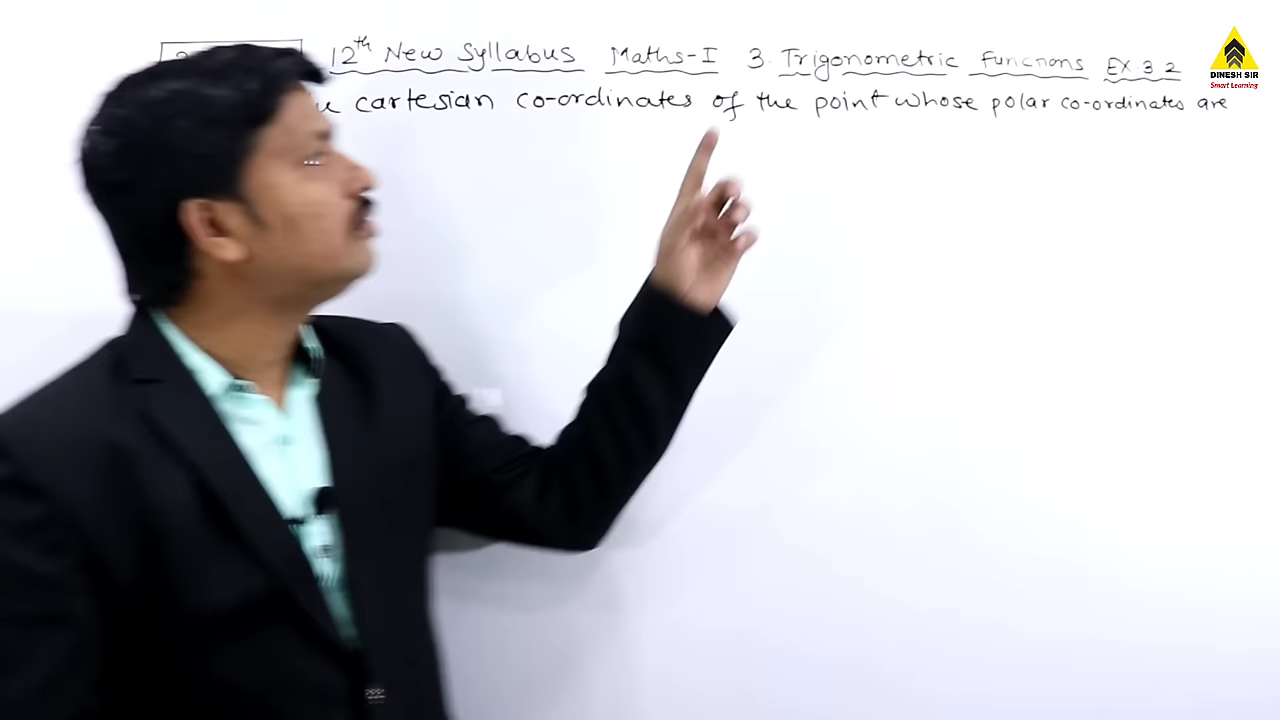 12th New Syllabus Maths-I 3. Trigonometric Functions EX.3.2
cartesian co-ordinates of the point whose polar co-ordinates are
DINESH SIR
Smart Learning